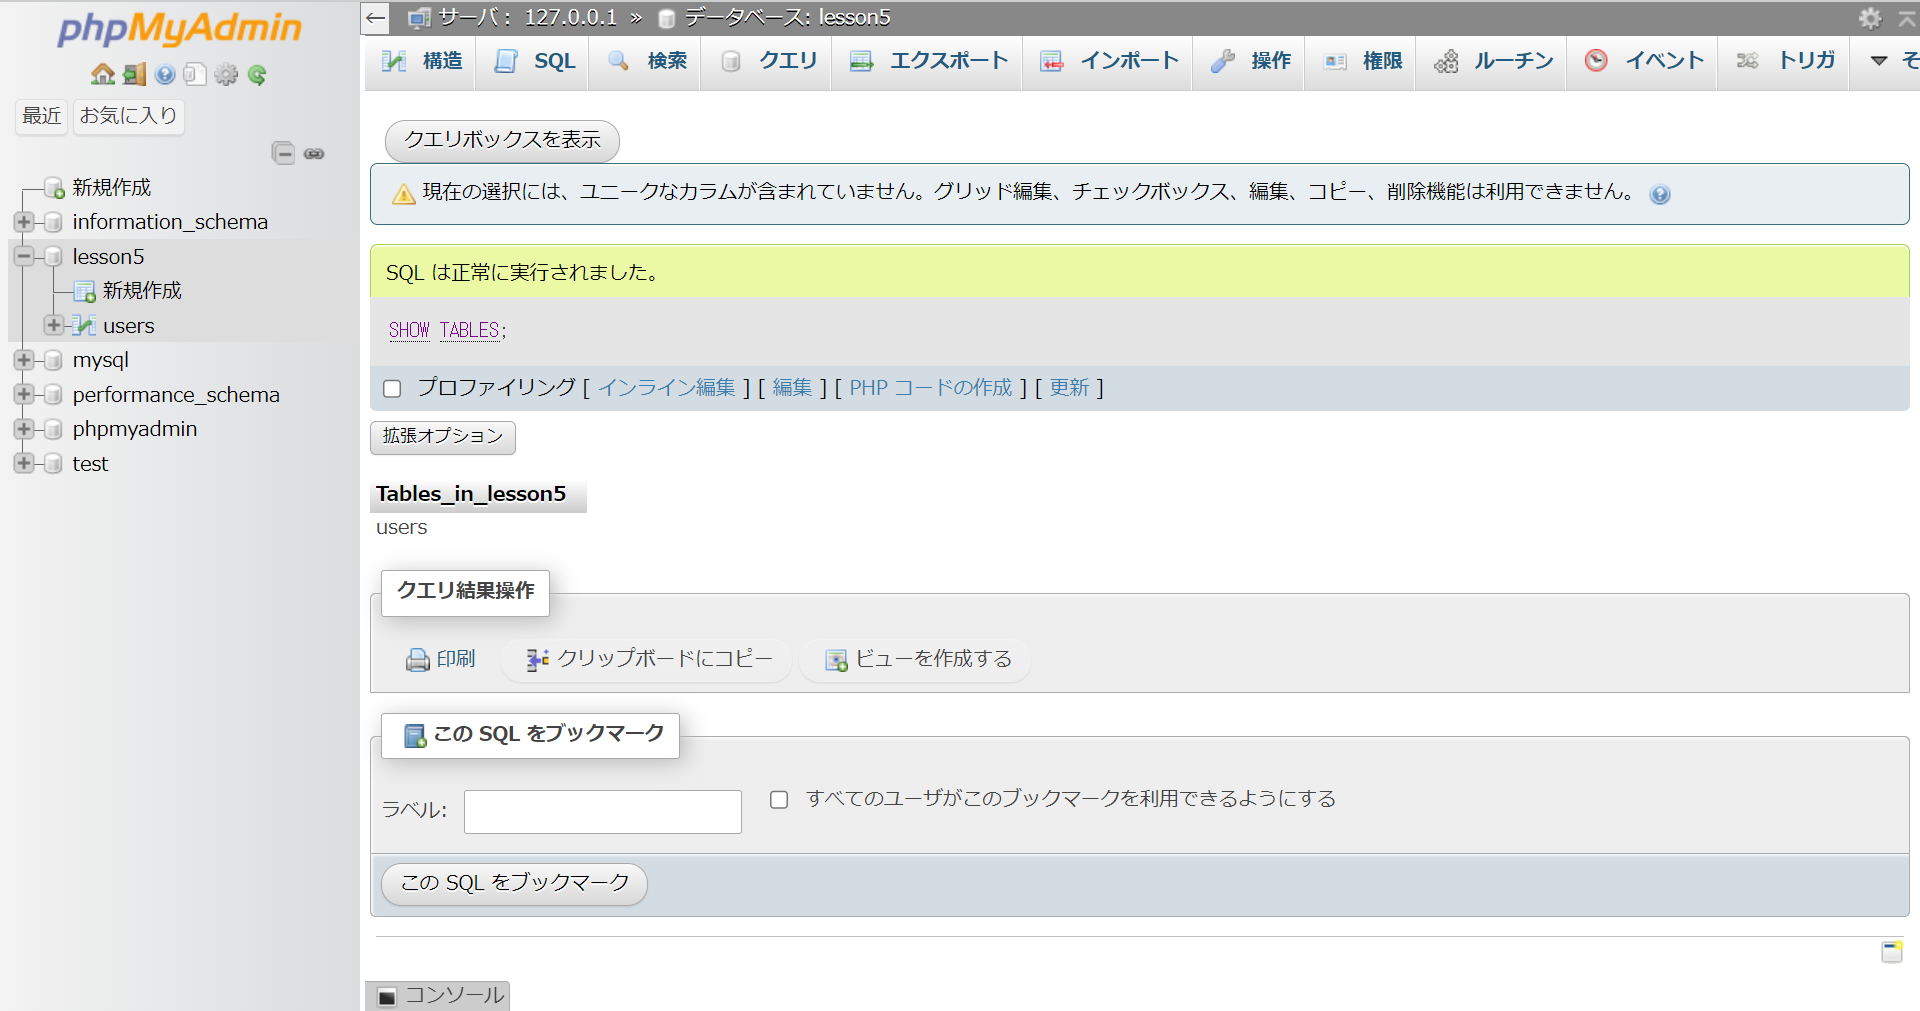 phpMyAdmin
最近 お気に入り
新規作成
information_schema
lesson5
新規作成
users
mysql
performance_schema
phpmyadmin
test
サーバ: 127.0.0.1 » データベース: lesson5
構造 SQL 検索 クエリ エクスポート インポート 操作 権限 ルーチン イベント トリガ そ
クエリボックスを表示
現在の選択には、ユニークなカラムが含まれていません。グリッド編集、チェックボックス、編集、コピー、削除機能は利用できません。
SQL は正常に実行されました。
SHOW TABLES;
プロファイリング [ インライン編集 ] [ 編集 ] [ PHP コードの作成 ] [ 更新 ]
拡張オプション
Tables_in_lesson5
users
クエリ結果操作
印刷 クリップボードにコピー ビューを作成する
この SQL をブックマーク
ラベル: すべてのユーザがこのブックマークを利用できるようにする
この SQL をブックマーク
コンソール